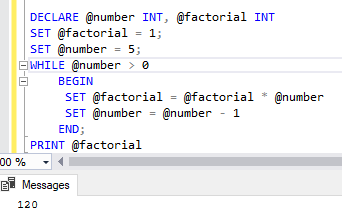 DECLARE @number INT, @factorial INT
SET @factorial = 1;
SET @number = 5;
WHILE @number > 0
BEGIN
SET @factorial = @factorial * @number
SET @number = @number - 1
END;
PRINT @factorial
00 %
Messages
120